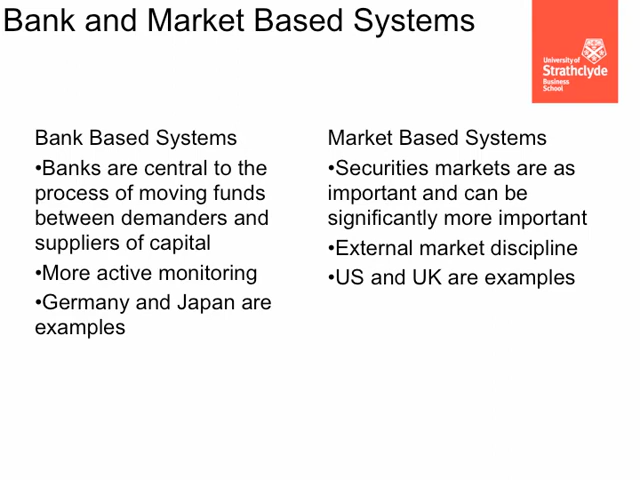 Bank and Market Based Systems
University of
Strathclyde
Business
School
Bank Based Systems
•Banks are central to the
process of moving funds
between demanders and
suppliers of capital
•More active monitoring
•Germany and Japan are
examples
Market Based Systems
•Securities markets are as
important and can be
significantly more important
•External market discipline
•US and UK are examples